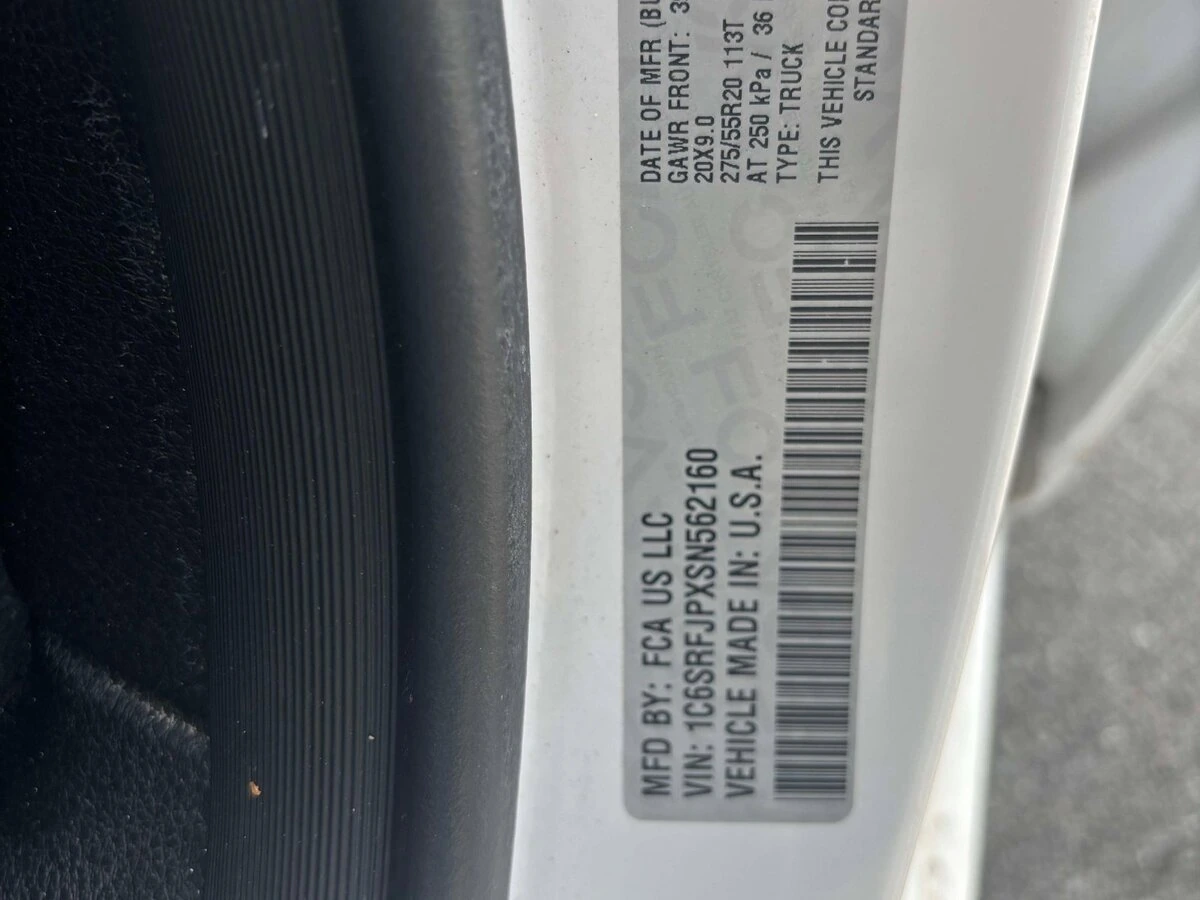 MFD BY: FCA US LLC
VIN: 1C6SRFJPXSN562160
VEHICLE MADE IN: U.S.A.
DATE OF MFR
GAWR FRONT:
20X9.0
275/55R20 113T
AT 250 kPa / 36
TYPE: TRUCK
THIS VEHICLE
STANDAR